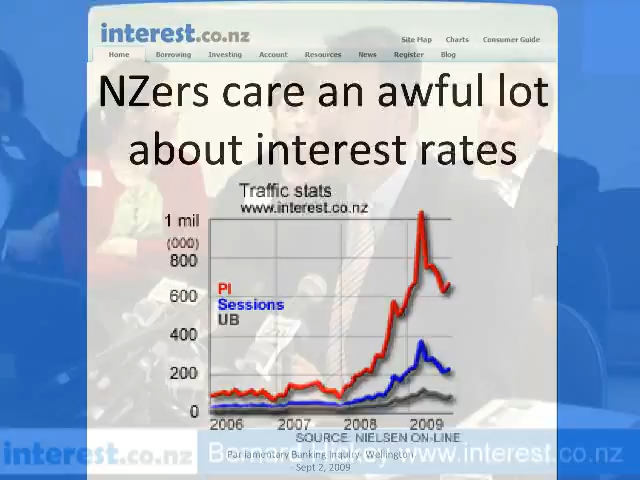 interest.co.nz
Site Map Charts Consumer Guide
Home Borrowing Investing Account Resources News Register Blog
NZers care an awful lot
about interest rates
Traffic stats
www.interest.co.nz
1 mil
(000)
800
600
400
200
0
PI
Sessions
UB
2006 2007 2008 2009
SOURCE: NIELSEN ON-LINE
Parliamentary Banking Inquiry- Wellington
- Sept 2, 2009
interest.co.nz
www.interest.co.nz